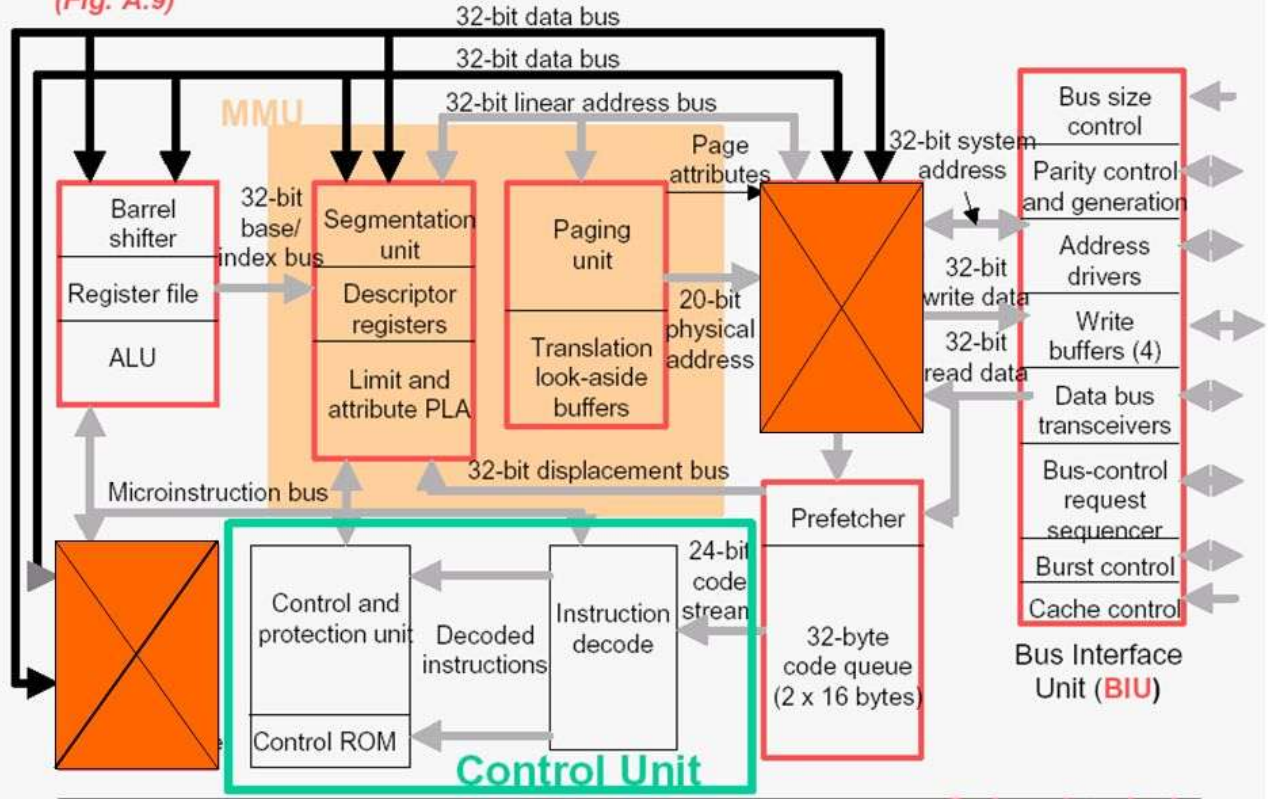 (Fig. A.9)
32-bit data bus
32-bit data bus
MMU
32-bit linear address bus
Page
attributes
32-bit system
address
Bus size
control
Parity control
and generation
Address
drivers
Write
buffers (4)
Data bus
transceivers
Bus-control
request
sequencer
Burst control
Cache control
Bus Interface
Unit (BIU)
Barrel
shifter
Register file
ALU
32-bit
base/
index bus
Segmentation
unit
Descriptor
registers
Limit and
attribute PLA
Paging
unit
Translation
look-aside
buffers
20-bit
physical
address
32-bit
write data
32-bit
read data
32-bit displacement bus
Microinstruction bus
Prefetcher
32-byte
code queue
(2 x 16 bytes)
24-bit
code
stream
Control and
protection unit
Control ROM
Decoded
instructions
Instruction
decode
Control Unit